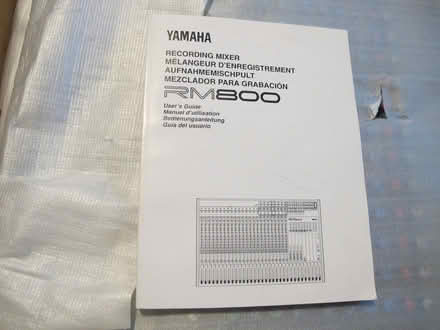 YAMAHA
RECORDING MIXER
MÉLANGEUR D'ENREGISTREMENT
AUFNAHMEMISCHPULT
MEZCLADOR PARA GRABACIÓN
RM800
User's Guide
Manuel d'utilisation
Bedienungsanleitung
Guía del usuario